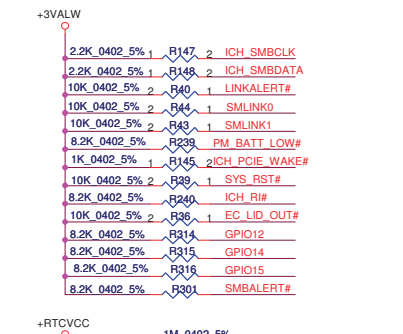 +3VALW
2.2K_0402_5% 1 R147 2 ICH_SMBCLK
2.2K_0402_5% 1 R148 2 ICH_SMBDATA
10K_0402_5% 2 R40 1 LINKALERT#
10K_0402_5% 2 R44 1 SMLINK0
10K_0402_5% 2 R43 1 SMLINK1
8.2K_0402_5% R239 PM_BATT_LOW#
1K_0402_5% 1 R145 2 ICH_PCIE_WAKE#
10K_0402_5% 2 R39 1 SYS_RST#
8.2K_0402_5% R240 ICH_RI#
10K_0402_5% 2 R36 1 EC_LID_OUT#
8.2K_0402_5% R314 GPIO12
8.2K_0402_5% R315 GPIO14
8.2K_0402_5% R316 GPIO15
8.2K_0402_5% R301 SMBALERT#
+RTCVCC
1M_0402_5%